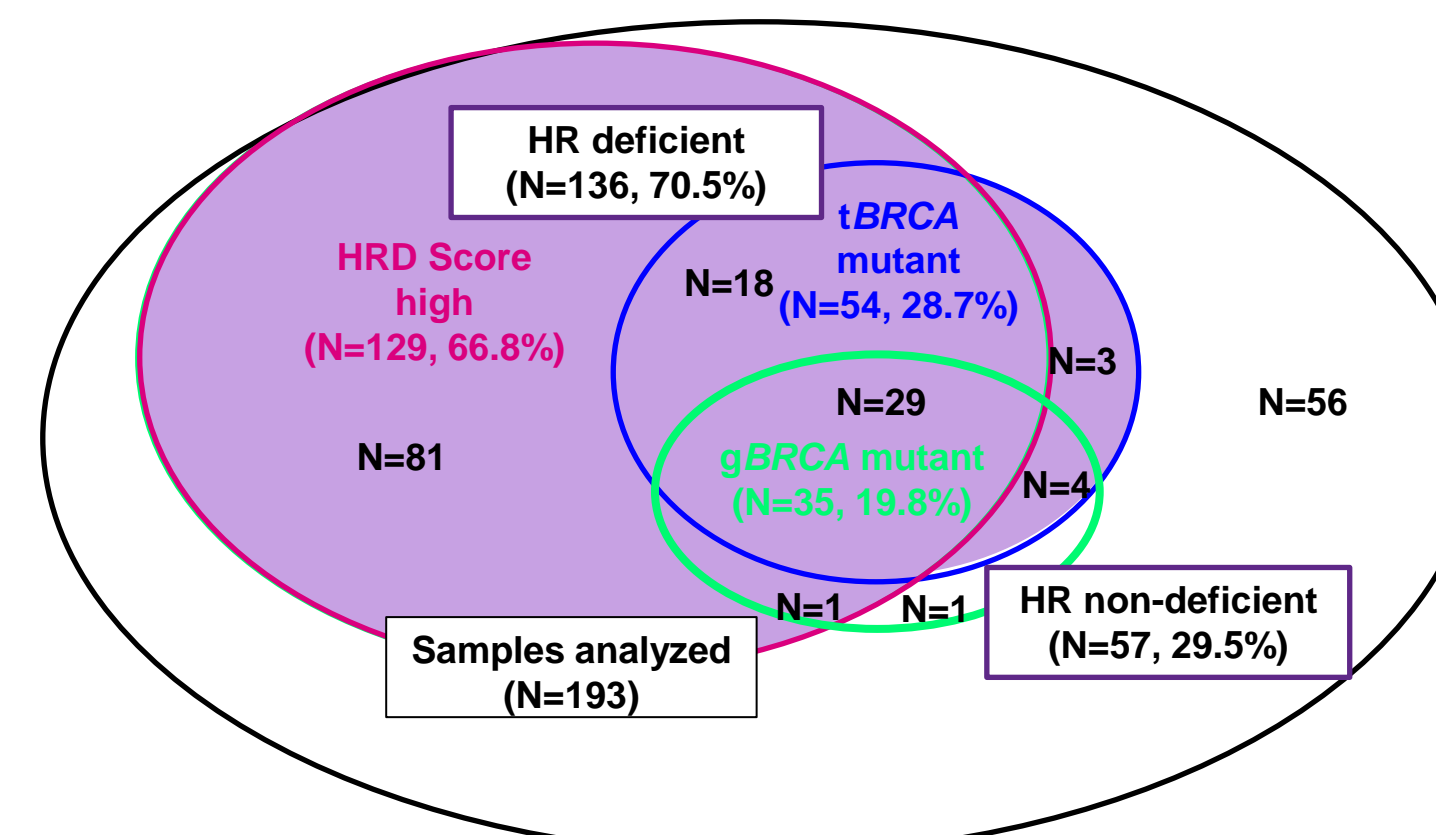 HR deficient
(N=136, 70.5%)
tBRCA
mutant
(N=54, 28.7%)
HRD Score
high
(N=129, 66.8%)
N=18
N=3
N=29
N=56
N=81
gBRCA mutant
(N=35, 19.8%)
N=4
N=1
N=1
HR non-deficient
(N=57, 29.5%)
Samples analyzed
(N=193)